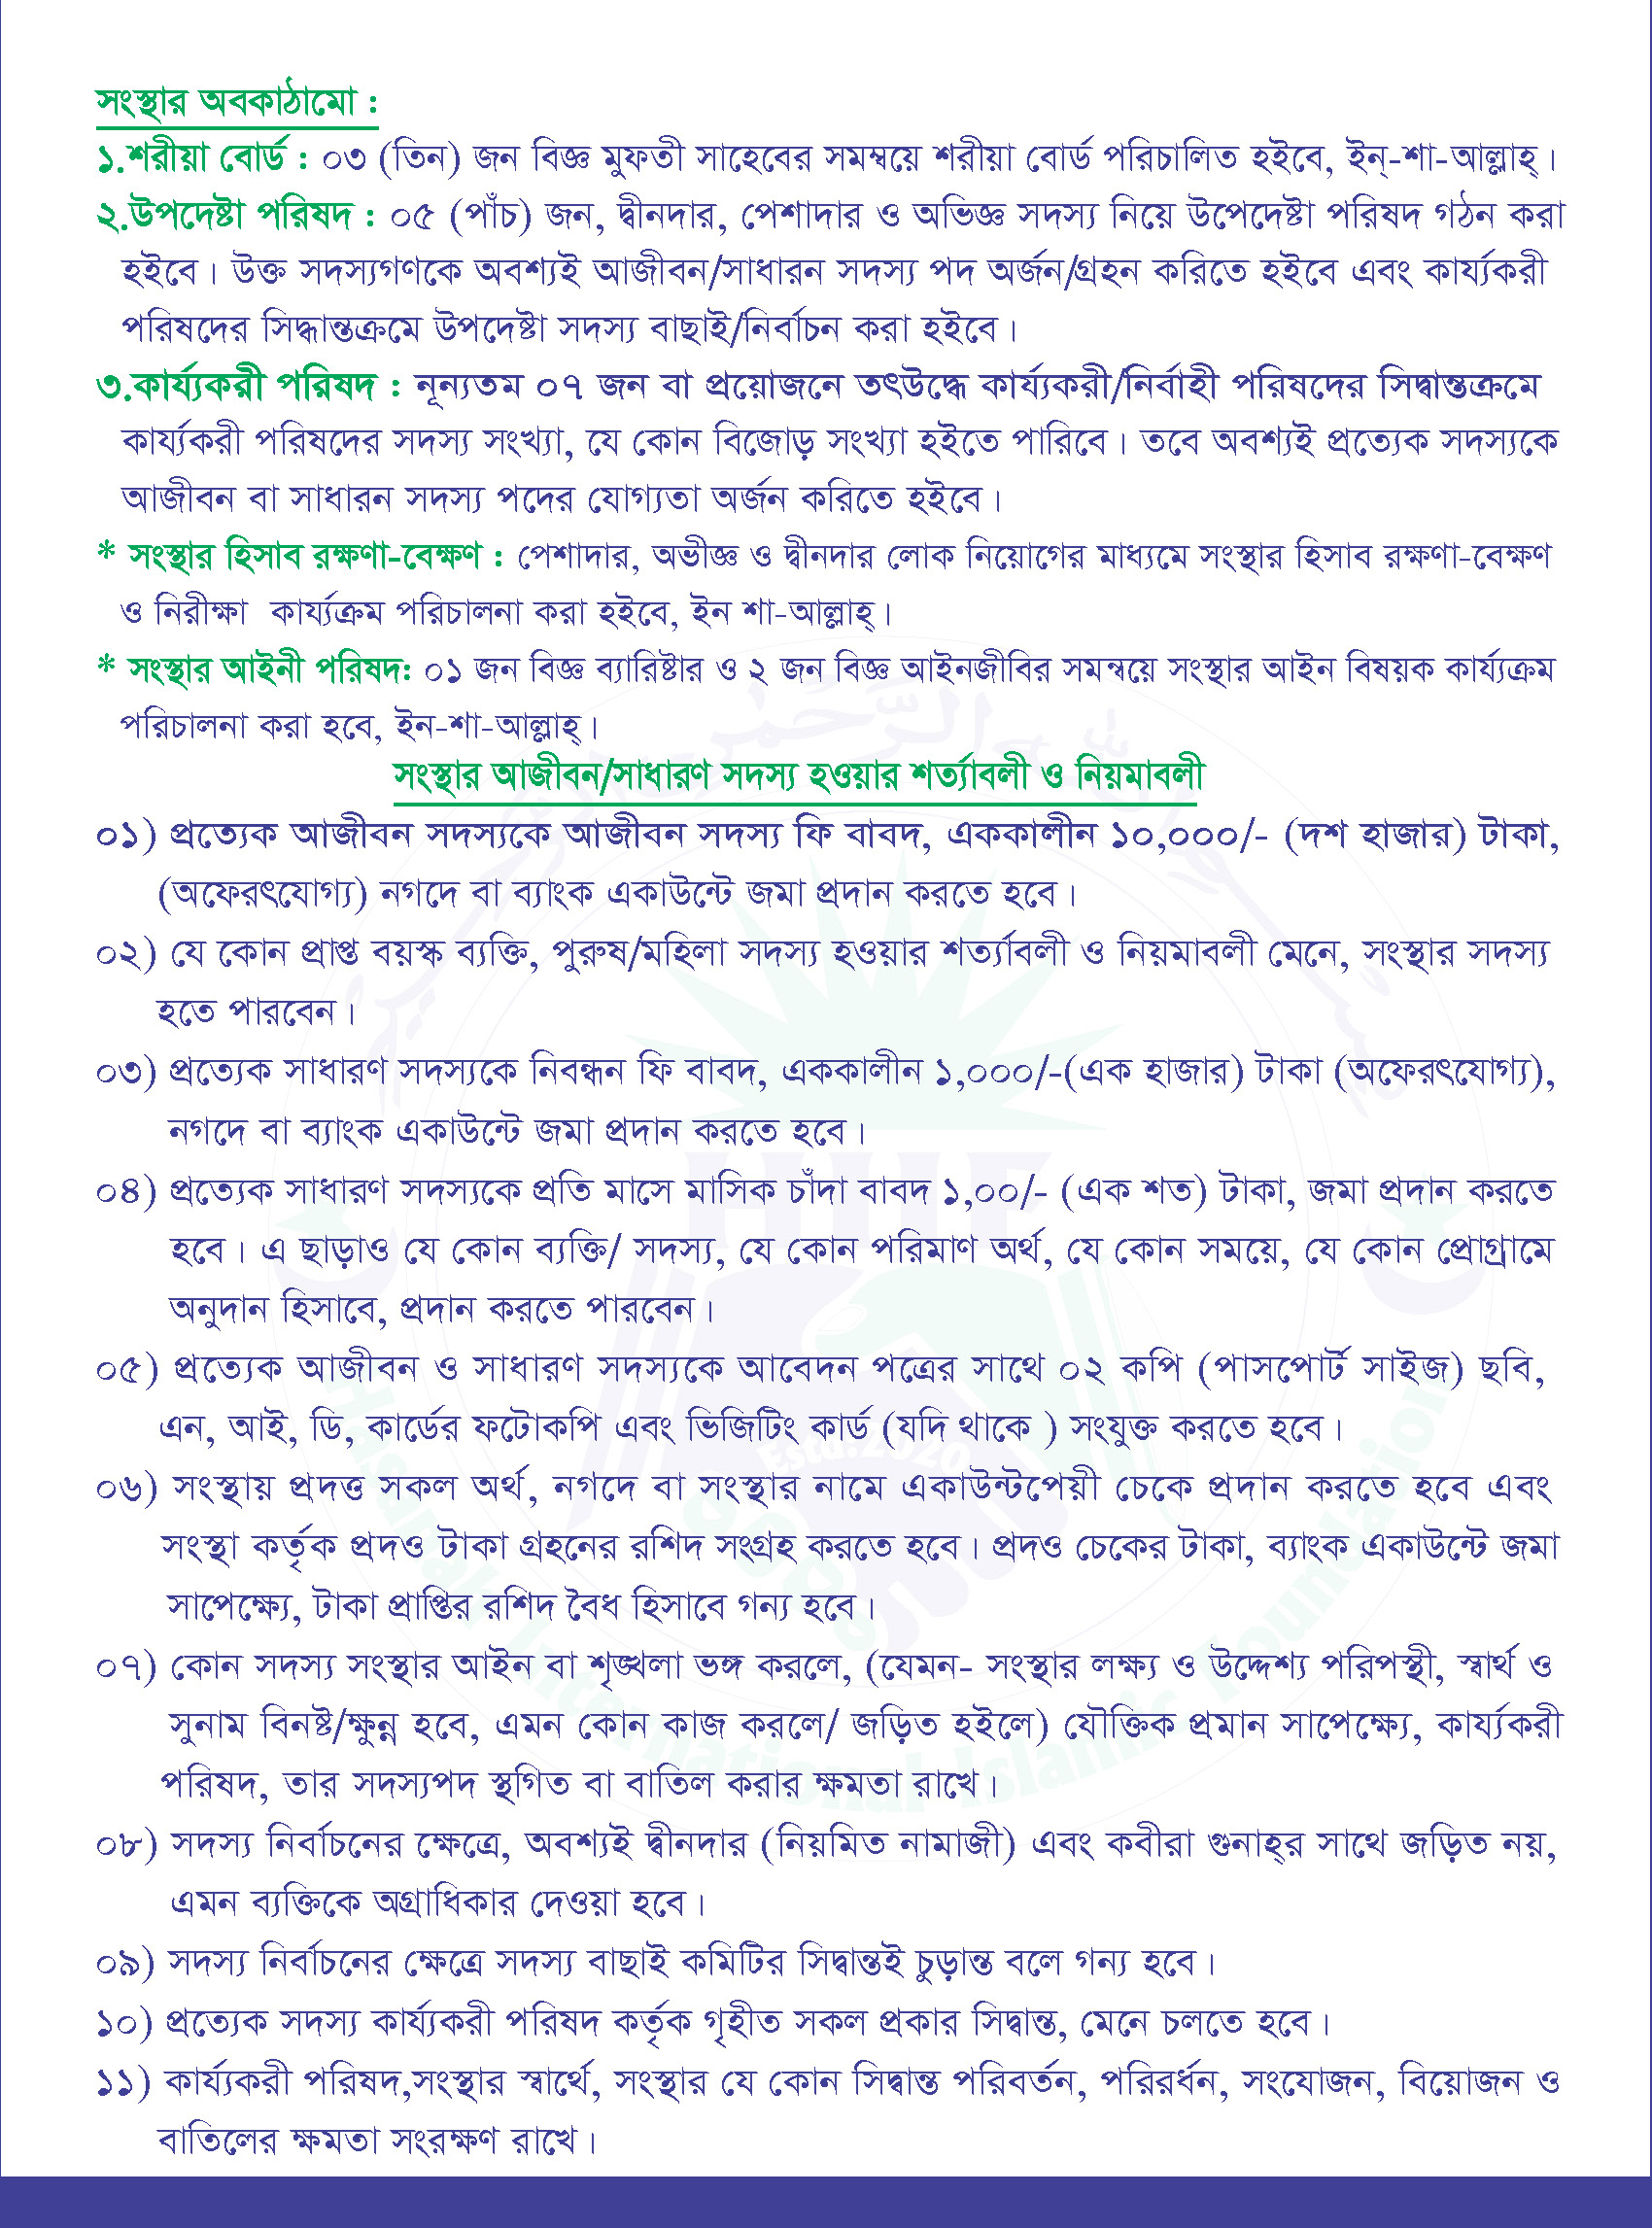 সংস্থার অবকাঠামো :
১.শরীয়া বোর্ড : ০৩ (তিন) জন বিজ্ঞ মুফতী সাহেবের সমম্বয়ে শরীয়া বোর্ড পরিচালিত হইবে, ইন্-শা-আল্লাহ্।
২.উপদেষ্টা পরিষদ : ০৫ (পাঁচ) জন, দ্বীনদার, পেশাদার ও অভিজ্ঞ সদস্য নিয়ে উপেদেষ্টা পরিষদ গঠন করা
হইবে। উক্ত সদস্যগণকে অবশ্যই আজীবন/সাধারন সদস্য পদ অর্জন/গ্রহন করিতে হইবে এবং কার্য্যকরী
পরিষদের সিদ্ধান্তক্রমে উপদেষ্টা সদস্য বাছাই/নির্বাচন করা হইবে।
৩.কার্য্যকরী পরিষদ : নূন্যতম ০৭ জন বা প্রয়োজনে তৎউদ্ধে কার্য্যকরী/নির্বাহী পরিষদের সিদ্বান্তক্রমে
কার্য্যকরী পরিষদের সদস্য সংখ্যা, যে কোন বিজোড় সংখ্যা হইতে পারিবে। তবে অবশ্যই প্রত্যেক সদস্যকে
আজীবন বা সাধারন সদস্য পদের যোগ্যতা অর্জন করিতে হইবে।
* সংস্থার হিসাব রক্ষণা-বেক্ষণ : পেশাদার, অভীজ্ঞ ও দ্বীনদার লোক নিয়োগের মাধ্যমে সংস্থার হিসাব রক্ষণা-বেক্ষণ
ও নিরীক্ষা কার্য্যক্রম পরিচালনা করা হইবে, ইন শা-আল্লাহ্।
* সংস্থার আইনী পরিষদ: ০১ জন বিজ্ঞ ব্যারিষ্টার ও ২ জন বিজ্ঞ আইনজীবির সমন্বয়ে সংস্থার আইন বিষয়ক কার্য্যক্রম
পরিচালনা করা হবে, ইন-শা-আল্লাহ্।
সংস্থার আজীবন/সাধারণ সদস্য হওয়ার শর্ত্যাবলী ও নিয়মাবলী
০১) প্রত্যেক আজীবন সদস্যকে আজীবন সদস্য ফি বাবদ, এককালীন ১০,০০০/- (দশ হাজার) টাকা,
(অফেরৎযোগ্য) নগদে বা ব্যাংক একাউন্টে জমা প্রদান করতে হবে।
০২) যে কোন প্রাপ্ত বয়স্ক ব্যক্তি, পুরুষ/মহিলা সদস্য হওয়ার শর্ত্যাবলী ও নিয়মাবলী মেনে, সংস্থার সদস্য
হতে পারবেন।
০৩) প্রত্যেক সাধারণ সদস্যকে নিবন্ধন ফি বাবদ, এককালীন ১,০০০/-(এক হাজার) টাকা (অফেরৎযোগ্য),
নগদে বা ব্যাংক একাউন্টে জমা প্রদান করতে হবে।
০৪) প্রত্যেক সাধারণ সদস্যকে প্রতি মাসে মাসিক চাঁদা বাবদ ১,০০/- (এক শত) টাকা, জমা প্রদান করতে
হবে। এ ছাড়াও যে কোন ব্যক্তি/ সদস্য, যে কোন পরিমাণ অর্থ, যে কোন সময়ে, যে কোন প্রোগ্রামে
অনুদান হিসাবে, প্রদান করতে পারবেন।
০৫) প্রত্যেক আজীবন ও সাধারণ সদস্যকে আবেদন পত্রের সাথে ০২ কপি (পাসপোর্ট সাইজ) ছবি,
এন, আই, ডি, কার্ডের ফটোকপি এবং ভিজিটিং কার্ড (যদি থাকে ) সংযুক্ত করতে হবে।
০৬) সংস্থায় প্রদত্ত সকল অর্থ, নগদে বা সংস্থার নামে একাউন্টপেয়ী চেকে প্রদান করতে হবে এবং
সংস্থা কর্তৃক প্রদও টাকা গ্রহনের রশিদ সংগ্রহ করতে হবে। প্রদও চেকের টাকা, ব্যাংক একাউন্টে জমা
সাপেক্ষ্যে, টাকা প্রাপ্তির রশিদ বৈধ হিসাবে গন্য হবে।
০৭) কোন সদস্য সংস্থার আইন বা শৃঙ্খলা ভঙ্গ করলে, (যেমন- সংস্থার লক্ষ্য ও উদ্দেশ্য পরিপন্থী, স্বার্থ ও
সুনাম বিনষ্ট/ক্ষুন্ন হবে, এমন কোন কাজ করলে/ জড়িত হইলে) যৌক্তিক প্রমান সাপেক্ষ্যে, কার্য্যকরী
পরিষদ, তার সদস্যপদ স্থগিত বা বাতিল করার ক্ষমতা রাখে।
০৮) সদস্য নির্বাচনের ক্ষেত্রে, অবশ্যই দ্বীনদার (নিয়মিত নামাজী) এবং কবীরা গুনাহ্র সাথে জড়িত নয়,
এমন ব্যক্তিকে অগ্রাধিকার দেওয়া হবে।
০৯) সদস্য নির্বাচনের ক্ষেত্রে সদস্য বাছাই কমিটির সিদ্বান্তই চুড়ান্ত বলে গন্য হবে।
১০) প্রত্যেক সদস্য কার্য্যকরী পরিষদ কর্তৃক গৃহীত সকল প্রকার সিদ্বান্ত, মেনে চলতে হবে।
১১) কার্য্যকরী পরিষদ,সংস্থার স্বার্থে, সংস্থার যে কোন সিদ্বান্ত পরিবর্তন, পরিরর্ধন, সংযোজন, বিয়োজন ও
বাতিলের ক্ষমতা সংরক্ষণ রাখে।
HIIF
Estd: 2020
International Islamic Foundation